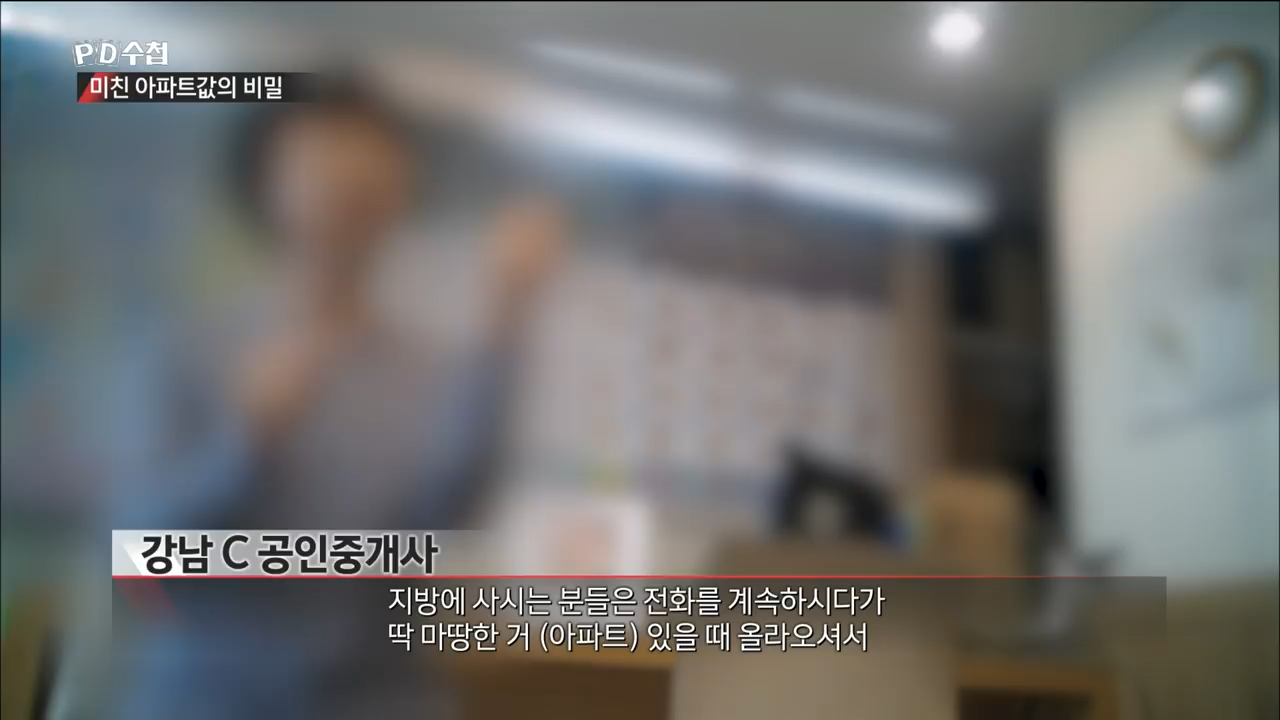 PD수첩
미친 아파트값의 비밀
강남 C 공인중개사
지방에 사시는 분들은 전화를 계속하시다가
딱 마땅한 거 (아파트) 있을 때 올라오셔서